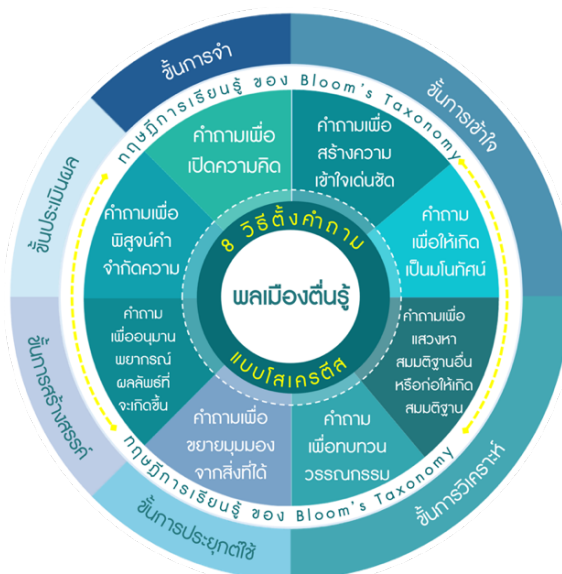 ขั้นการจำ
ขั้นการเข้าใจ
ขั้นการวิเคราะห์
ขั้นการประยุกต์ใช้
ขั้นการสร้างสรรค์
ขั้นประเมินผล
ทฤษฎีการเรียนรู้ ของ Bloom's Taxonomy
คำถามเพื่อ
เปิดความคิด
คำถามเพื่อ
สร้างความ
เข้าใจเด่นชัด
คำถาม
เพื่อให้เกิด
เป็นมโนทัศน์
คำถามเพื่อ
แสวงหา
สมมติฐานอื่น
หรือก่อให้เกิด
สมมติฐาน
คำถาม
เพื่อทบทวน
วรรณกรรม
คำถามเพื่อ
ขยายมุมมอง
จากสิ่งที่ได้
คำถาม
เพื่ออนุมาน
พยากรณ์
ผลลัพธ์ที่
จะเกิดขึ้น
คำถามเพื่อ
พิสูจน์คำ
จำกัดความ
8 วิธีตั้งคำถาม
พลเมืองตื่นรู้
แบบโสเครตีส
ทฤษฎีการเรียนรู้ ของ Bloom's Taxonomy